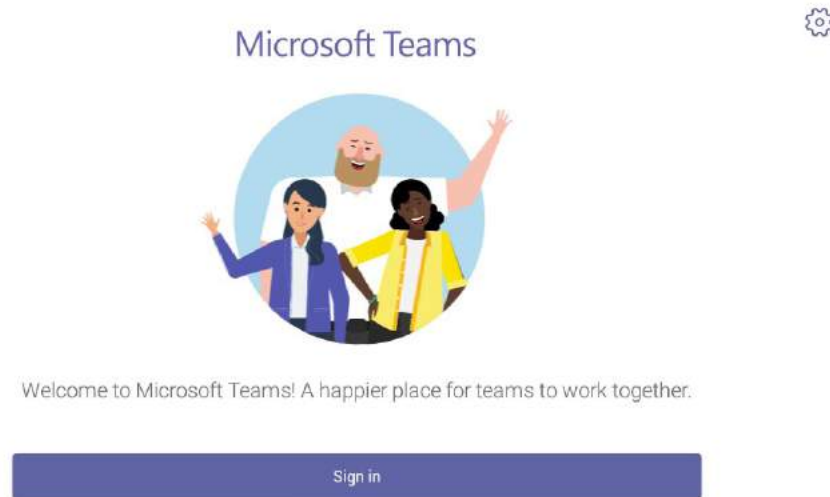 Microsoft Teams
Welcome to Microsoft Teams! A happier place for teams to work together.
Sign in